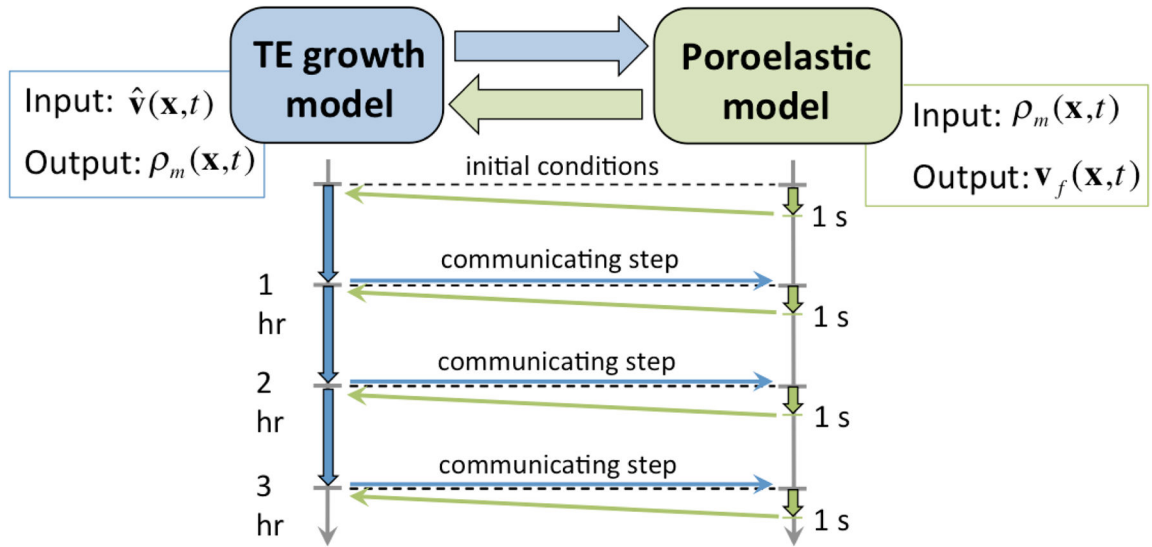 TE growth
model
Poroelastic
model
Input: v̂(x,t)
Output: ρm(x,t)
Input: ρm(x,t)
Output: vf(x,t)
initial conditions
1 s
communicating step
1
hr
1 s
communicating step
2
hr
1 s
communicating step
3
hr
1 s